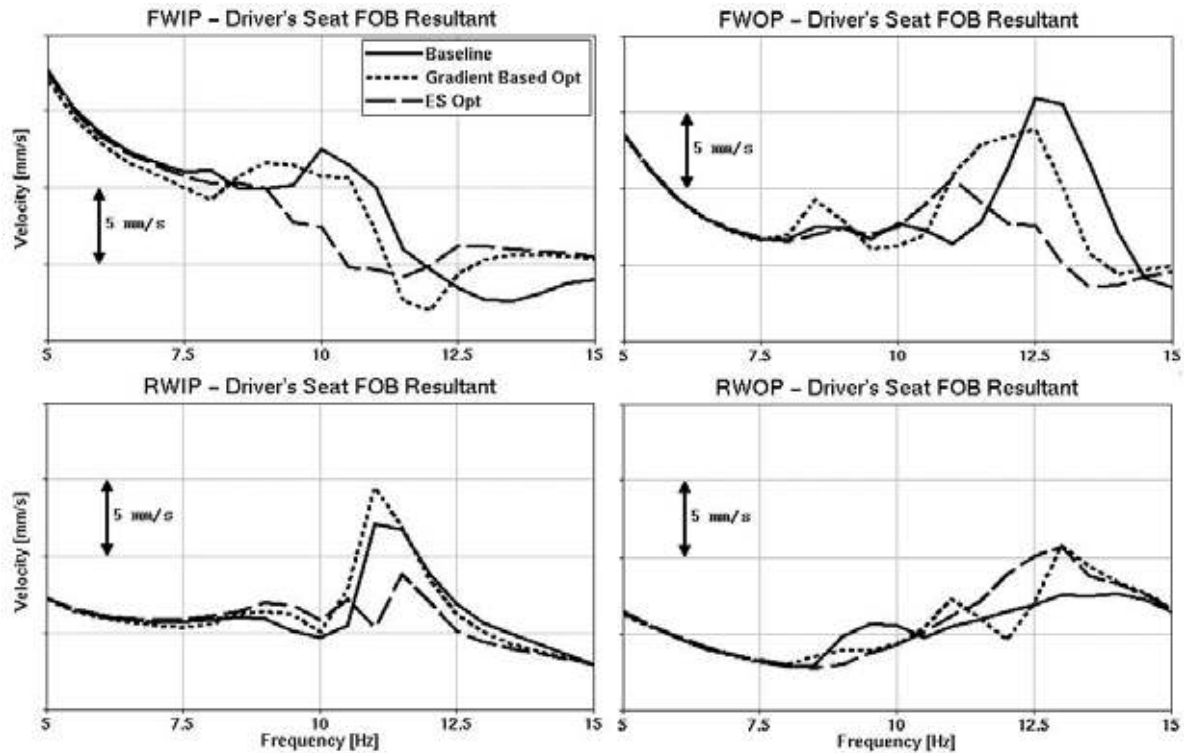 FWIP – Driver's Seat FOB Resultant
Baseline
Gradient Based Opt
ES Opt
Velocity [mm/s]
5 mm/s
5
7.5
10
12.5
15
FWOP – Driver's Seat FOB Resultant
5 mm/s
5
7.5
10
12.5
15
RWIP – Driver's Seat FOB Resultant
Velocity [mm/s]
5 mm/s
5
7.5
10
12.5
15
Frequency [Hz]
RWOP – Driver's Seat FOB Resultant
5 mm/s
5
7.5
10
12.5
15
Frequency [Hz]